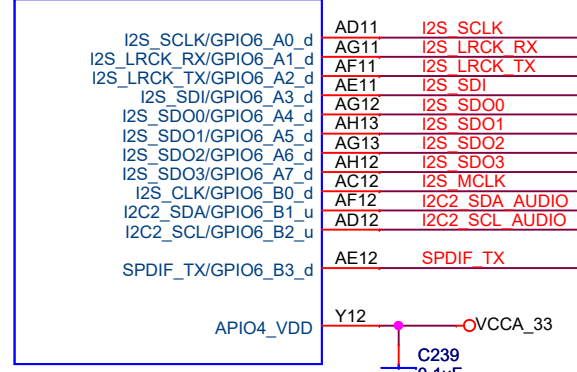 I2S_SCLK/GPIO6_A0_d AD11 I2S_SCLK
I2S_LRCK_RX/GPIO6_A1_d AG11 I2S_LRCK_RX
I2S_LRCK_TX/GPIO6_A2_d AF11 I2S_LRCK_TX
I2S_SDI/GPIO6_A3_d AE11 I2S_SDI
I2S_SDO0/GPIO6_A4_d AG12 I2S_SDO0
I2S_SDO1/GPIO6_A5_d AH13 I2S_SDO1
I2S_SDO2/GPIO6_A6_d AG13 I2S_SDO2
I2S_SDO3/GPIO6_A7_d AH12 I2S_SDO3
I2S_CLK/GPIO6_B0_d AC12 I2S_MCLK
I2C2_SDA/GPIO6_B1_u AF12 I2C2_SDA_AUDIO
I2C2_SCL/GPIO6_B2_u AD12 I2C2_SCL_AUDIO
SPDIF_TX/GPIO6_B3_d AE12 SPDIF_TX
APIO4_VDD Y12 VCCA_33
C239